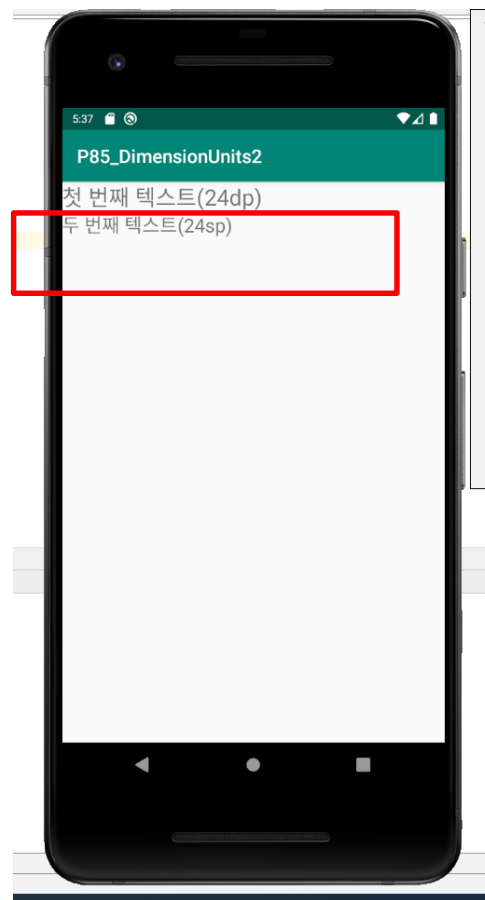 5:37
P85_DimensionUnits2
첫 번째 텍스트(24dp)
두 번째 텍스트(24sp)